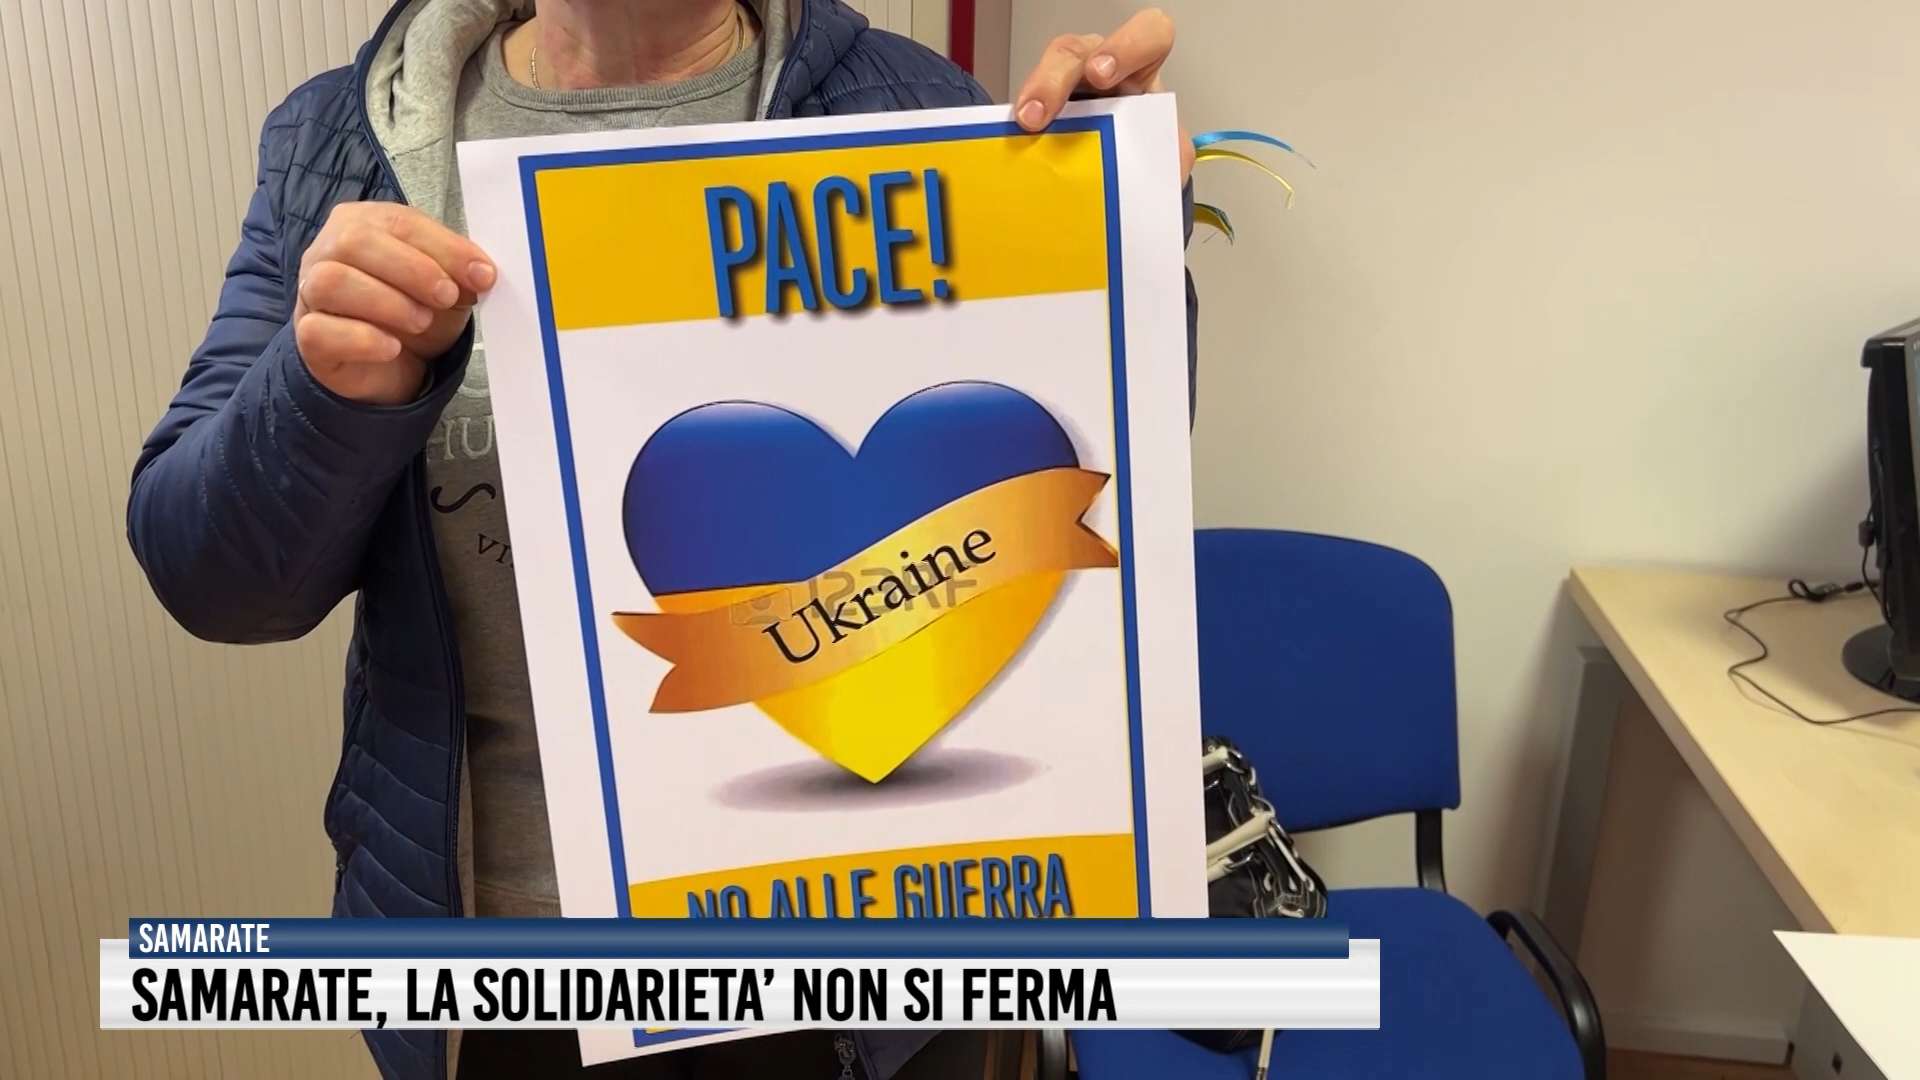 PACE!
Ukraine
NO ALLE GUERRA
SAMARATE
SAMARATE, LA SOLIDARIETA’ NON SI FERMA